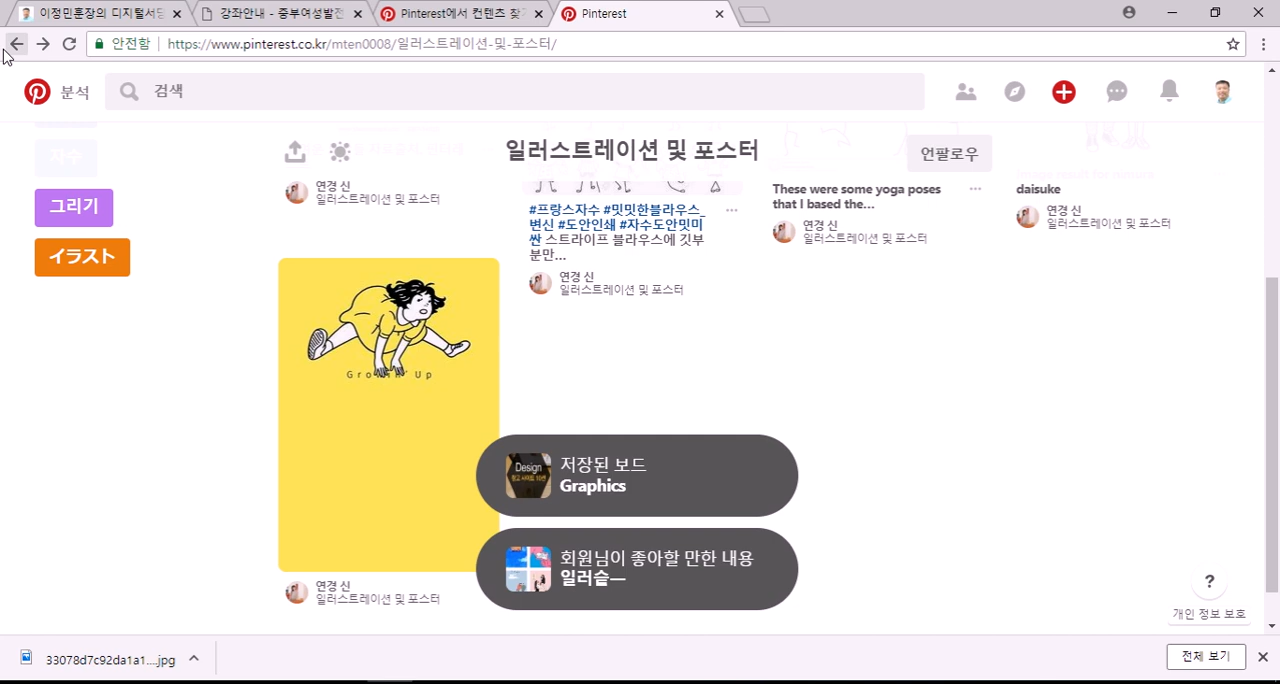 이정민훈장의 디지털서당
강좌안내 - 중부여성발전
Pinterest에서 컨텐츠 찾기
Pinterest
안전함
https://www.pinterest.co.kr/mten0008/일러스트레이션-및-포스터/
분석
검색
자수
그리기
イラスト
일러스트레이션 및 포스터
언팔로우
연경 신
일러스트레이션 및 포스터
#프랑스자수 #밋밋한블라우스_
변신 #도안인쇄 #자수도안밋미
싼 스트라이프 블라우스에 깃부
분만...
연경 신
일러스트레이션 및 포스터
These were some yoga poses
that I based the...
연경 신
일러스트레이션 및 포스터
daisuke
연경 신
일러스트레이션 및 포스터
Growin' Up
연경 신
일러스트레이션 및 포스터
Design
저장된 보드
Graphics
회원님이 좋아할 만한 내용
일러슽—
?
개인 정보 보호
33078d7c92da1a1....jpg
전체 보기